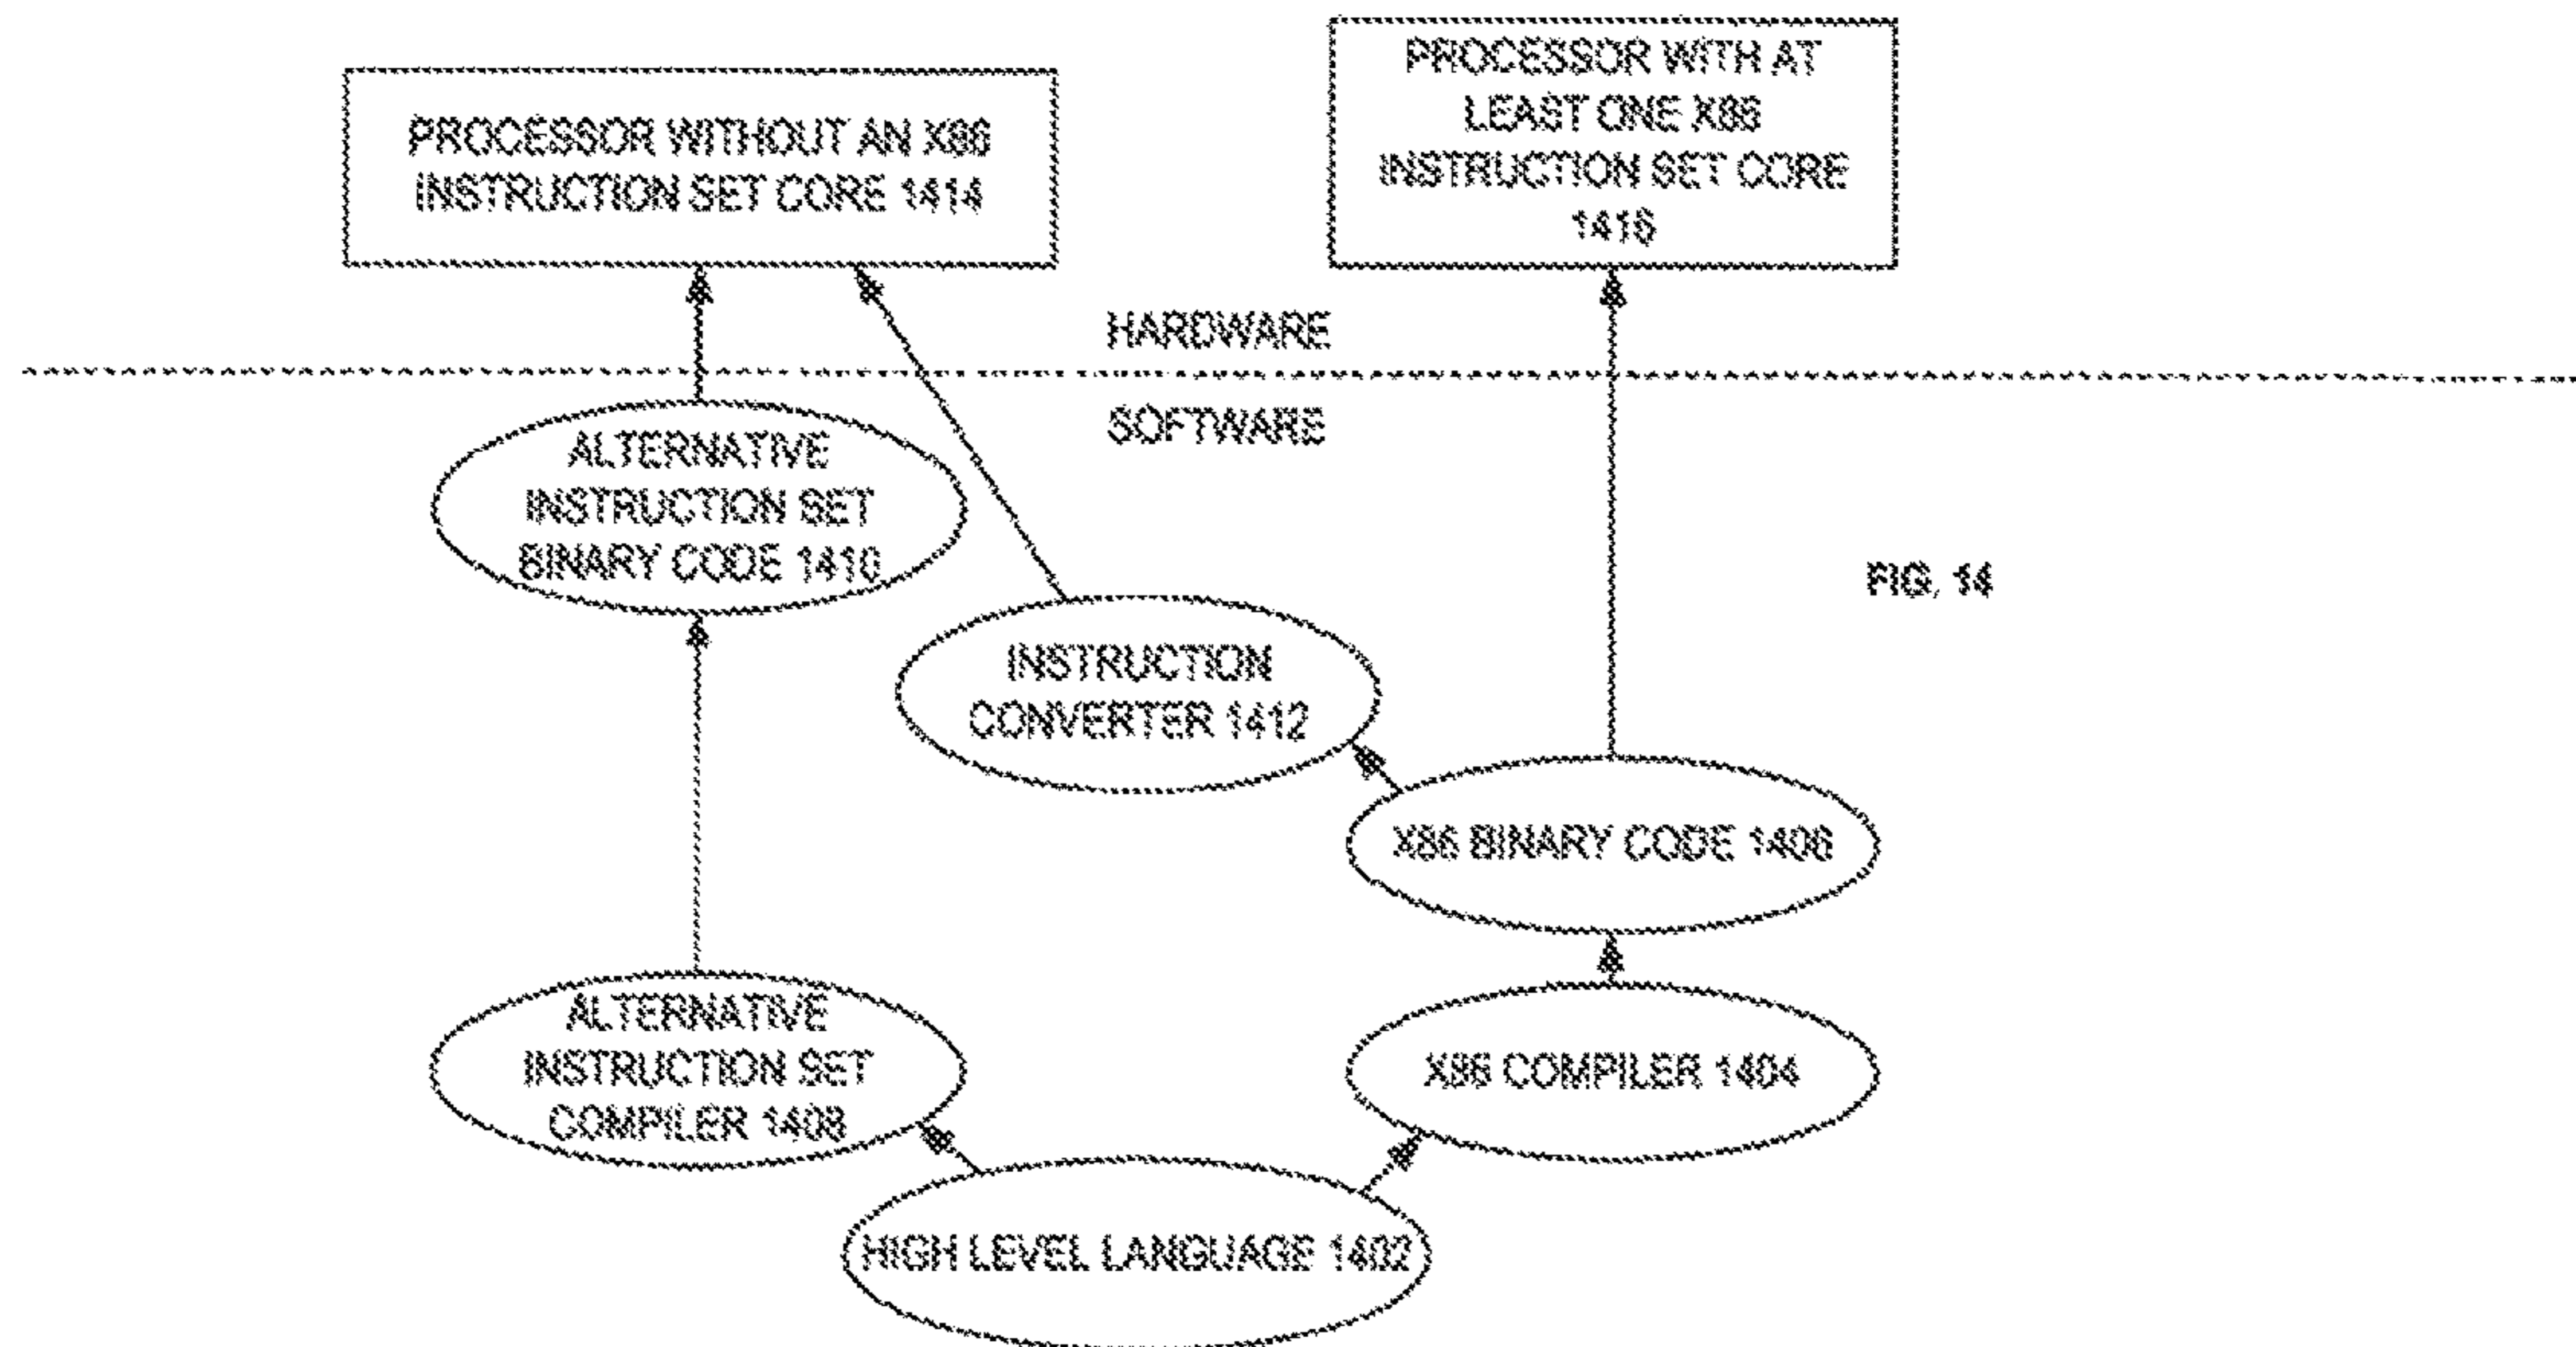 PROCESSOR WITHOUT AN X86
INSTRUCTION SET CORE 1414
PROCESSOR WITH AT
LEAST ONE X86
INSTRUCTION SET CORE
1416
HARDWARE
SOFTWARE
ALTERNATIVE
INSTRUCTION SET
BINARY CODE 1410
FIG. 14
INSTRUCTION
CONVERTER 1412
X86 BINARY CODE 1406
ALTERNATIVE
INSTRUCTION SET
COMPILER 1408
X86 COMPILER 1404
HIGH LEVEL LANGUAGE 1402